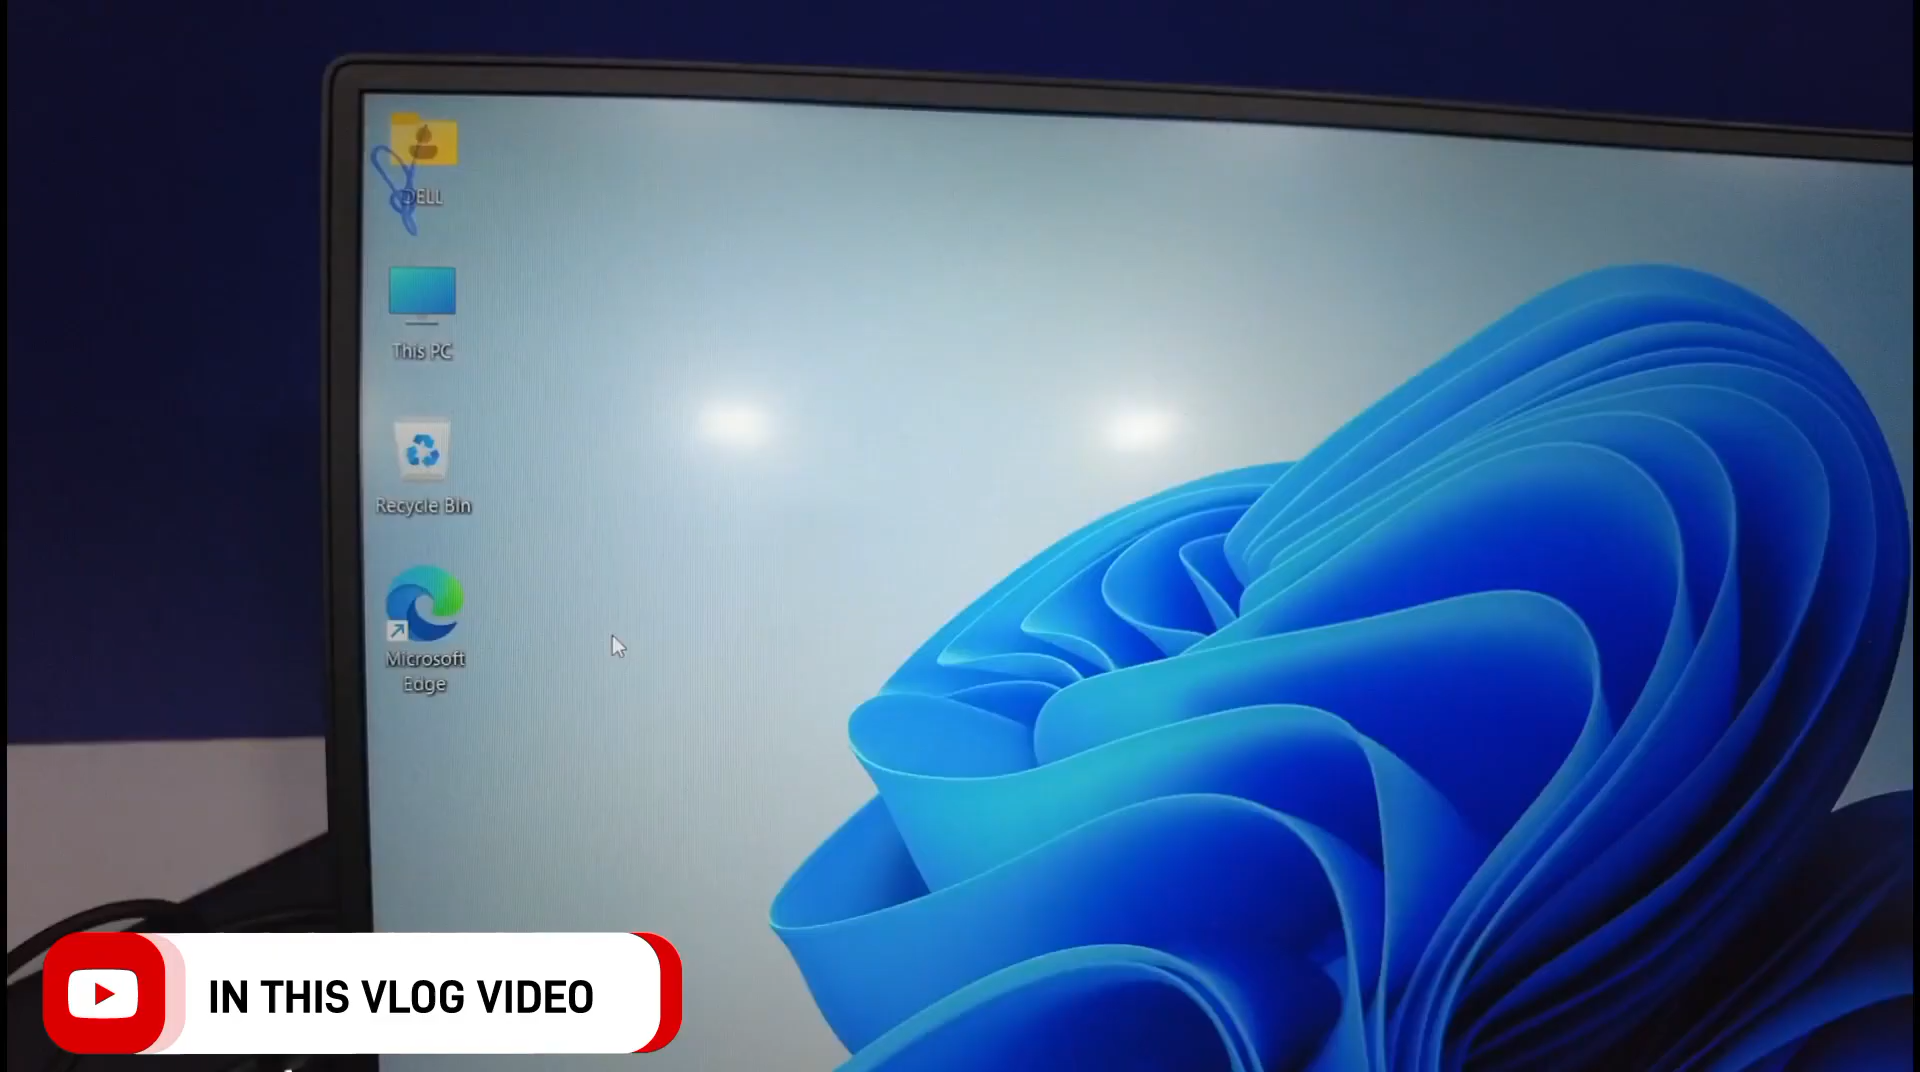 DELL
This PC
Recycle Bin
Microsoft
Edge
IN THIS VLOG VIDEO